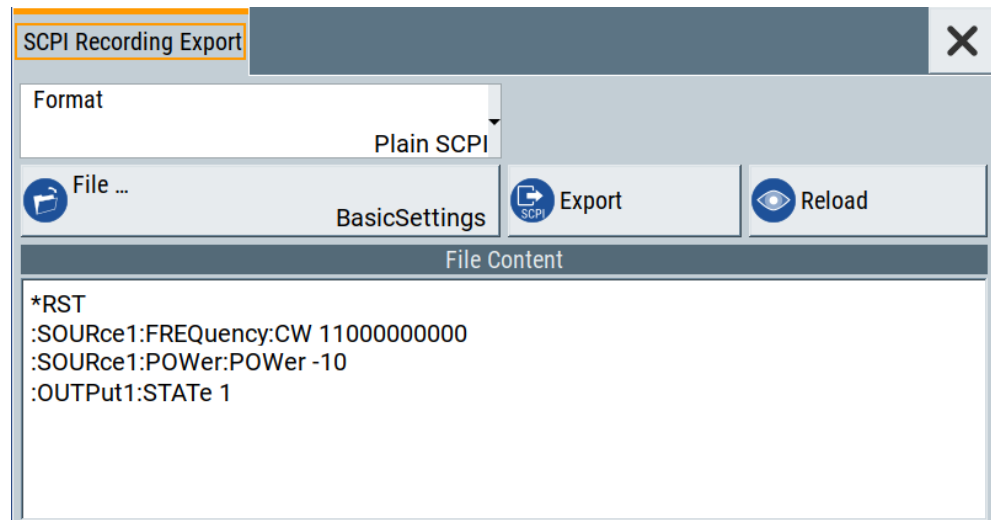 SCPI Recording Export
Format
Plain SCPI
File ...
BasicSettings
SCPI
Export
Reload
File Content
*RST
:SOURce1:FREQuency:CW 11000000000
:SOURce1:POWer:POWer -10
:OUTPut1:STATe 1